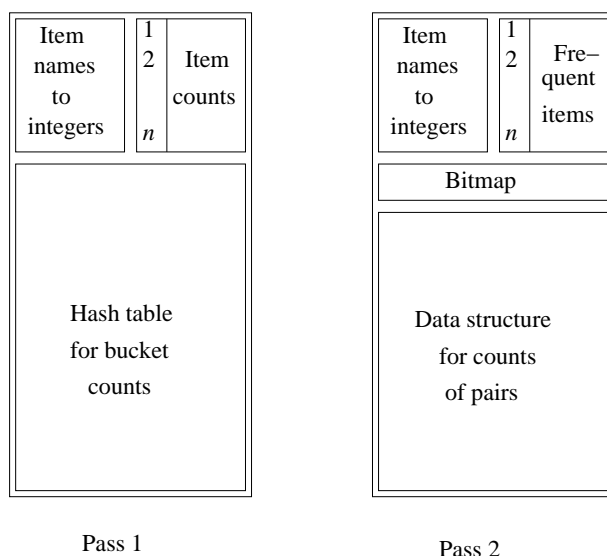 Item
names
to
integers
1
2
n
Item
counts
Hash table
for bucket
counts
Pass 1
Item
names
to
integers
1
2
n
Fre–
quent
items
Bitmap
Data structure
for counts
of pairs
Pass 2